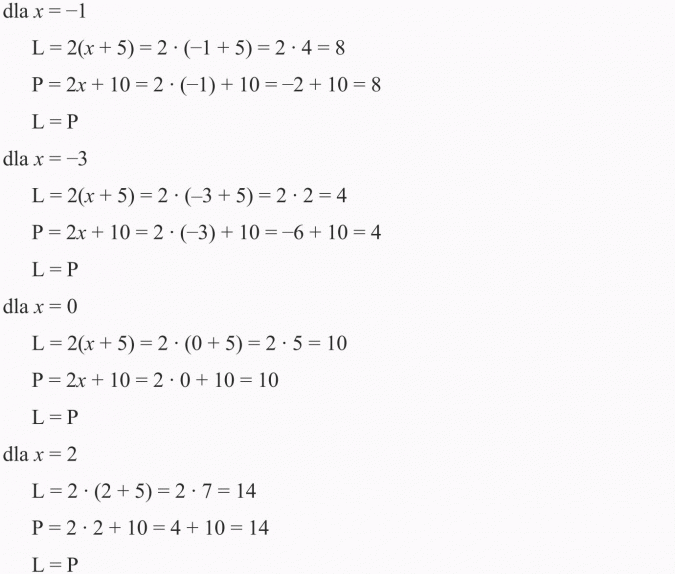 dla x = –1
L = 2(x + 5) = 2 · (–1 + 5) = 2 · 4 = 8
P = 2x + 10 = 2 · (–1) + 10 = –2 + 10 = 8
L = P
dla x = –3
L = 2(x + 5) = 2 · (–3 + 5) = 2 · 2 = 4
P = 2x + 10 = 2 · (–3) + 10 = –6 + 10 = 4
L = P
dla x = 0
L = 2(x + 5) = 2 · (0 + 5) = 2 · 5 = 10
P = 2x + 10 = 2 · 0 + 10 = 10
L = P
dla x = 2
L = 2 · (2 + 5) = 2 · 7 = 14
P = 2 · 2 + 10 = 4 + 10 = 14
L = P